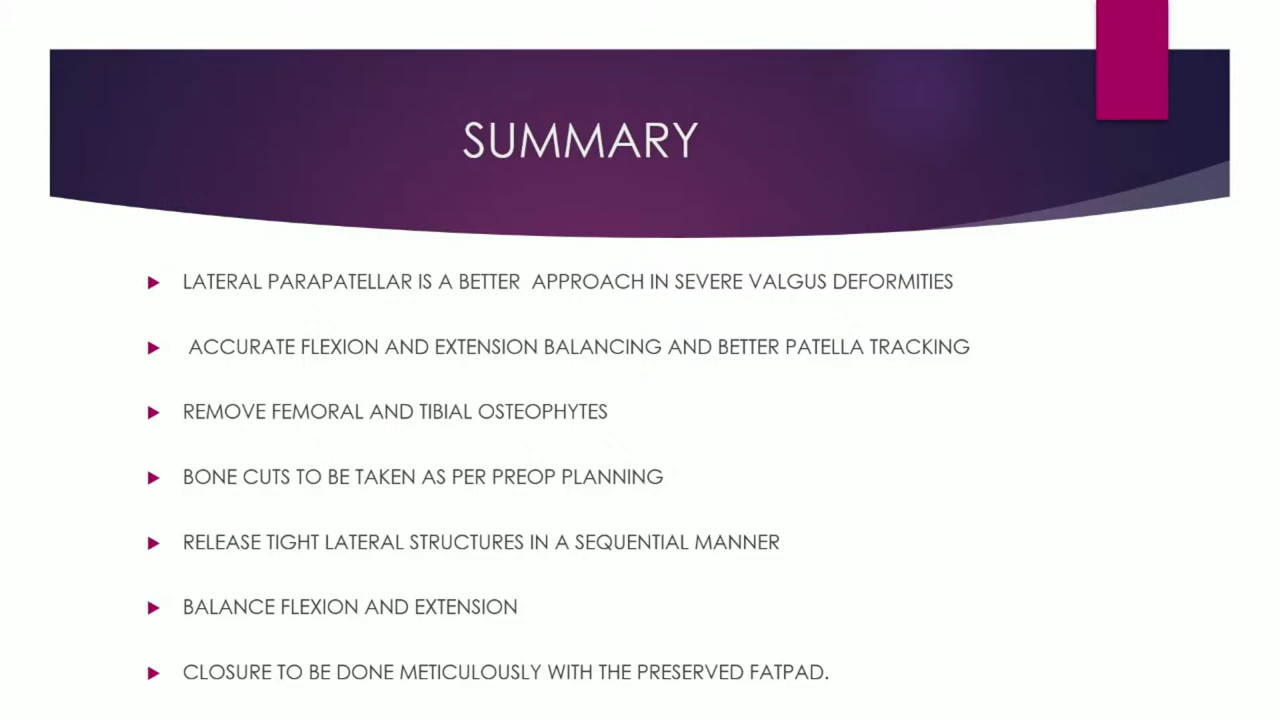 SUMMARY
LATERAL PARAPATELLAR IS A BETTER APPROACH IN SEVERE VALGUS DEFORMITIES
ACCURATE FLEXION AND EXTENSION BALANCING AND BETTER PATELLA TRACKING
REMOVE FEMORAL AND TIBIAL OSTEOPHYTES
BONE CUTS TO BE TAKEN AS PER PREOP PLANNING
RELEASE TIGHT LATERAL STRUCTURES IN A SEQUENTIAL MANNER
BALANCE FLEXION AND EXTENSION
CLOSURE TO BE DONE METICULOUSLY WITH THE PRESERVED FATPAD.